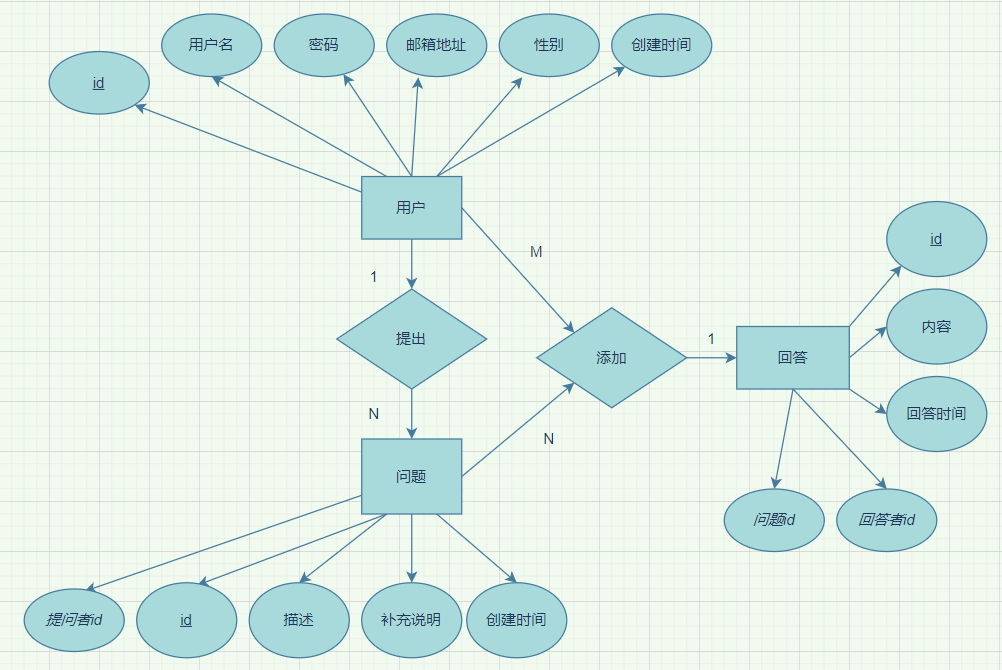 用户名
密码
邮箱地址
性别
创建时间
id
用户
M
1
id
提出
添加
1
回答
内容
N
N
回答时间
问题
问题id
回答者id
提问者id
id
描述
补充说明
创建时间